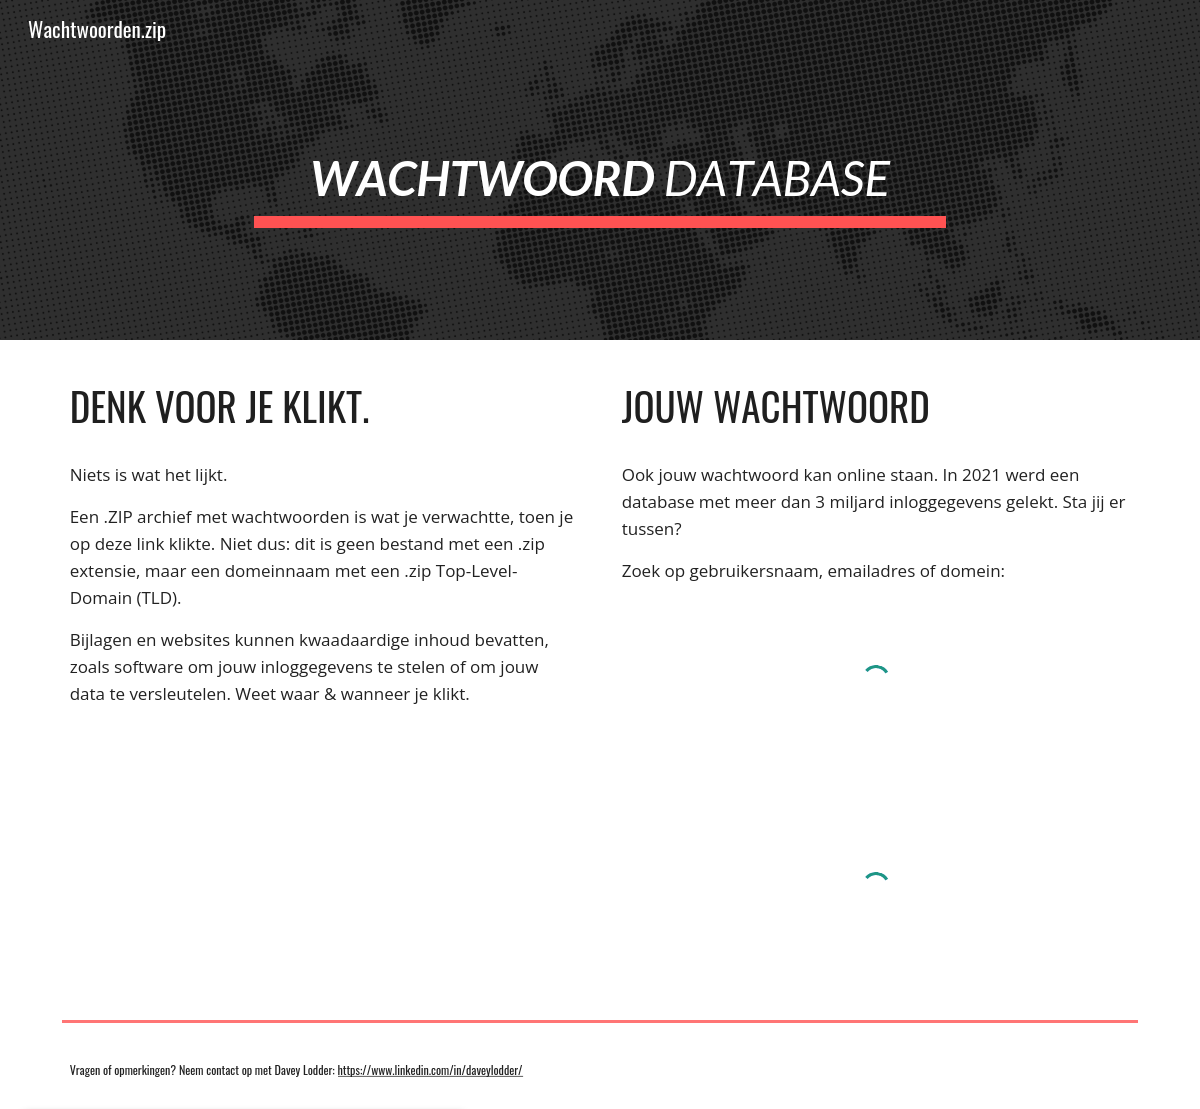 Wachtwoorden.zip
WACHTWOORD DATABASE
DENK VOOR JE KLIKT.
Niets is wat het lijkt.
Een .ZIP archief met wachtwoorden is wat je verwachtte, toen je
op deze link klikte. Niet dus: dit is geen bestand met een .zip
extensie, maar een domeinnaam met een .zip Top-Level-
Domain (TLD).
Bijlagen en websites kunnen kwaadaardige inhoud bevatten,
zoals software om jouw inloggegevens te stelen of om jouw
data te versleutelen. Weet waar & wanneer je klikt.
JOUW WACHTWOORD
Ook jouw wachtwoord kan online staan. In 2021 werd een
database met meer dan 3 miljard inloggegevens gelekt. Sta jij er
tussen?
Zoek op gebruikersnaam, emailadres of domein:
Vragen of opmerkingen? Neem contact op met Davey Lodder: https://www.linkedin.com/in/daveylodder/